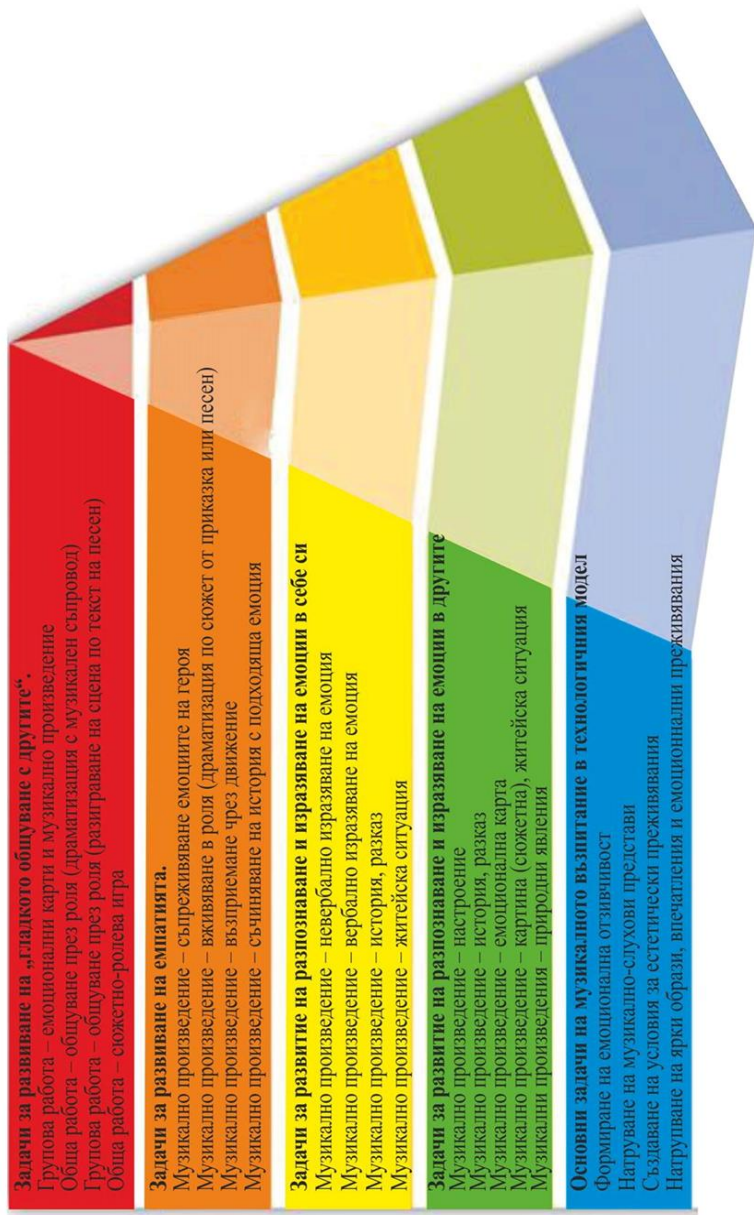 Задачи за развиване на „гладкото общуване с другите“.
Групова работа – емоционални карти и музикално произведение
Обща работа – общуване през роля (драматизация с музикален съпровод)
Групова работа – общуване през роля (разиграване на сцена по текст на песен)
Обща работа – сюжетно-ролева игра
Задачи за развиване на емпатията.
Музикално произведение – съпреживяване емоциите на героя
Музикално произведение – вживяване в роля (драматизация по сюжет от приказка или песен)
Музикално произведение – възприемане чрез движение
Музикално произведение – съчиняване на история с подходяща емоция
Задачи за развитие на разпознаване и изразяване на емоции в себе си
Музикално произведение – невербално изразяване на емоция
Музикално произведение – вербално изразяване на емоция
Музикално произведение – история, разказ
Музикално произведение – житейска ситуация
Задачи за развитие на разпознаване и изразяване на емоции в другите
Музикално произведение – настроение
Музикално произведение – история, разказ
Музикално произведение – емоционална карта
Музикално произведение – картина (сюжетна), житейска ситуация
Музикални произведения – природни явления
Основни задачи на музикалното възпитание в технологичния модел
Формиране на емоционална отзивчивост
Натруване на музикално-слухови представи
Създаване на условия за естетически преживявания
Натрупване на ярки образи, впечатления и емоционални преживявания